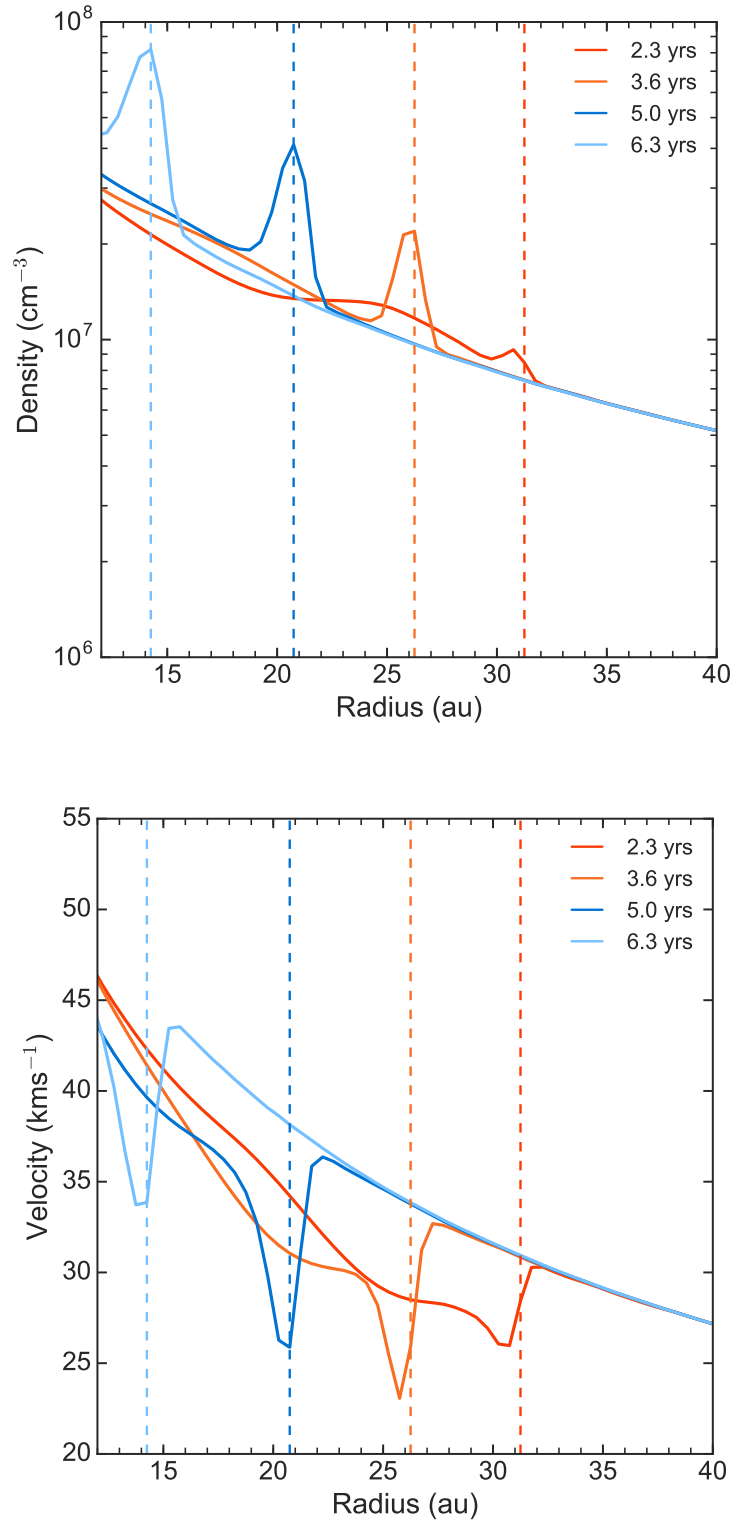 10^8
2.3 yrs
3.6 yrs
5.0 yrs
6.3 yrs
Density (cm^−3)
10^7
10^6
15 20 25 30 35 40
Radius (au)
55
2.3 yrs
3.6 yrs
5.0 yrs
6.3 yrs
50
45
40
Velocity (kms^−1)
35
30
25
20
15 20 25 30 35 40
Radius (au)